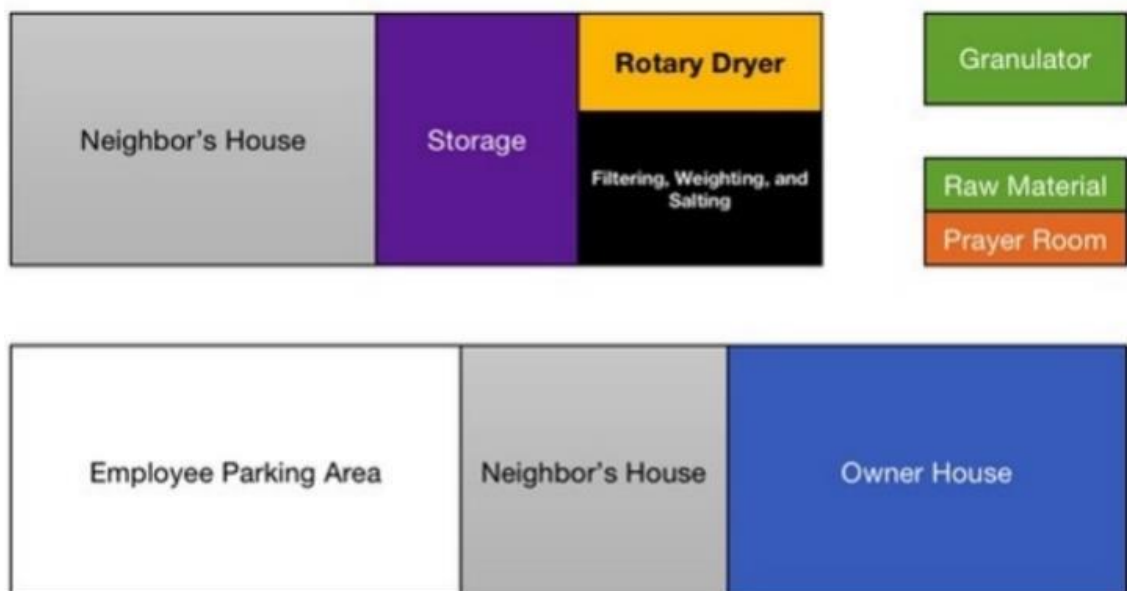 Neighbor's House
Storage
Rotary Dryer
Filtering, Weighting, and
Salting
Granulator
Raw Material
Prayer Room
Employee Parking Area
Neighbor's House
Owner House